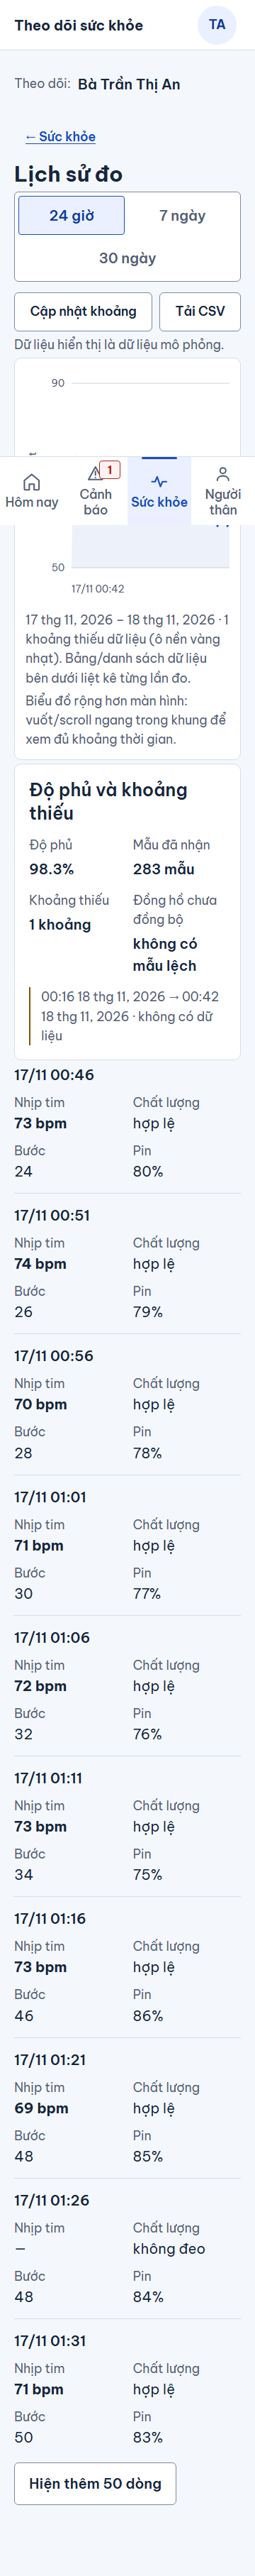 Theo dõi sức khỏe
TA
Theo dõi: Bà Trần Thị An
← Sức khỏe
Lịch sử đo
24 giờ
7 ngày
30 ngày
Cập nhật khoảng
Tải CSV
Dữ liệu hiển thị là dữ liệu mô phỏng.
90
Hôm nay
1
Cảnh báo
Sức khỏe
Người thân
50
17/11 00:42
17 thg 11, 2026 – 18 thg 11, 2026 · 1
khoảng thiếu dữ liệu (ô nền vàng
nhạt). Bảng/danh sách dữ liệu
bên dưới liệt kê từng lần đo.
Biểu đồ rộng hơn màn hình:
vuốt/scroll ngang trong khung để
xem đủ khoảng thời gian.
Độ phủ và khoảng
thiếu
Độ phủ
Mẫu đã nhận
98.3%
283 mẫu
Khoảng thiếu
Đồng hồ chưa
đồng bộ
1 khoảng
không có
mẫu lệch
00:16 18 thg 11, 2026 → 00:42
18 thg 11, 2026 · không có dữ
liệu
17/11 00:46
Nhịp tim
Chất lượng
73 bpm
hợp lệ
Bước
Pin
24
80%
17/11 00:51
Nhịp tim
Chất lượng
74 bpm
hợp lệ
Bước
Pin
26
79%
17/11 00:56
Nhịp tim
Chất lượng
70 bpm
hợp lệ
Bước
Pin
28
78%
17/11 01:01
Nhịp tim
Chất lượng
71 bpm
hợp lệ
Bước
Pin
30
77%
17/11 01:06
Nhịp tim
Chất lượng
72 bpm
hợp lệ
Bước
Pin
32
76%
17/11 01:11
Nhịp tim
Chất lượng
73 bpm
hợp lệ
Bước
Pin
34
75%
17/11 01:16
Nhịp tim
Chất lượng
73 bpm
hợp lệ
Bước
Pin
46
86%
17/11 01:21
Nhịp tim
Chất lượng
69 bpm
hợp lệ
Bước
Pin
48
85%
17/11 01:26
Nhịp tim
Chất lượng
—
không đeo
Bước
Pin
48
84%
17/11 01:31
Nhịp tim
Chất lượng
71 bpm
hợp lệ
Bước
Pin
50
83%
Hiện thêm 50 dòng